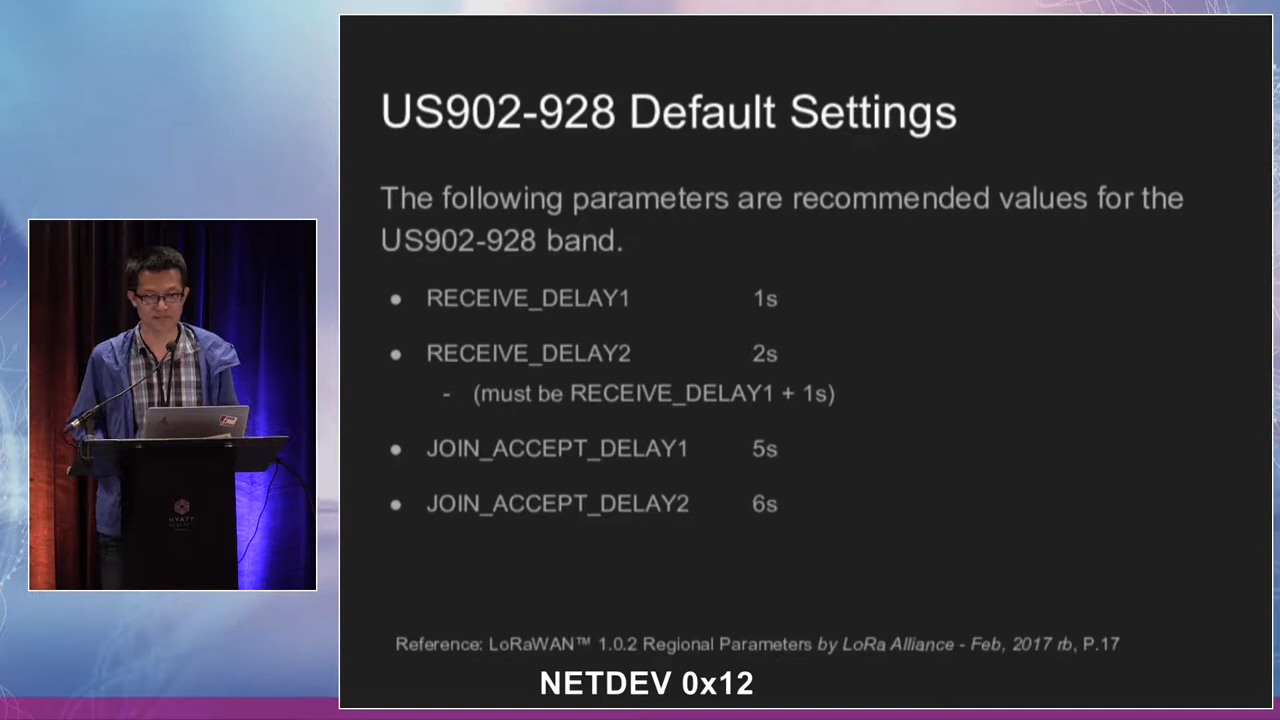 US902-928 Default Settings
The following parameters are recommended values for the
US902-928 band.
● RECEIVE_DELAY1 1s
● RECEIVE_DELAY2 2s
- (must be RECEIVE_DELAY1 + 1s)
● JOIN_ACCEPT_DELAY1 5s
● JOIN_ACCEPT_DELAY2 6s
Reference: LoRaWAN™ 1.0.2 Regional Parameters by LoRa Alliance - Feb, 2017 rb, P.17
NETDEV 0x12
HYATT